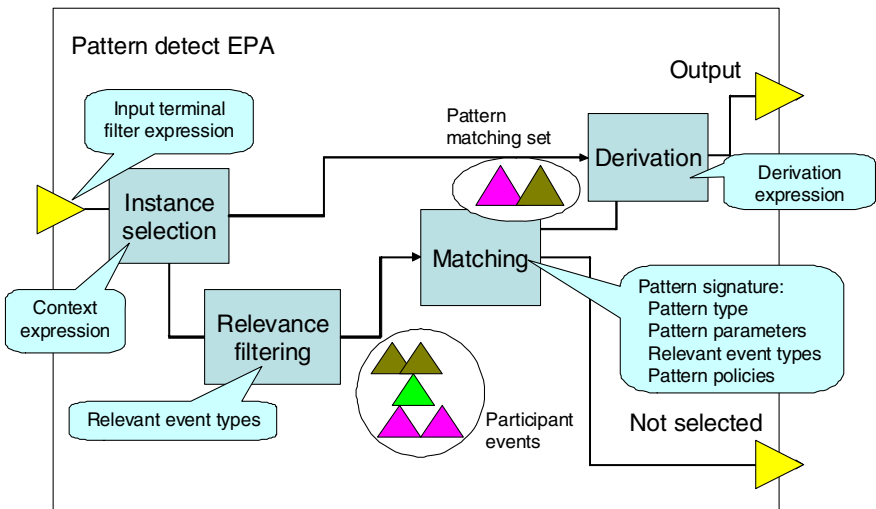 Pattern detect EPA
Output
Input terminal
filter expression
Pattern
matching set
Derivation
Derivation
expression
Instance
selection
Matching
Context
expression
Relevance
filtering
Pattern signature:
Pattern type
Pattern parameters
Relevant event types
Pattern policies
Relevant event types
Participant
events
Not selected